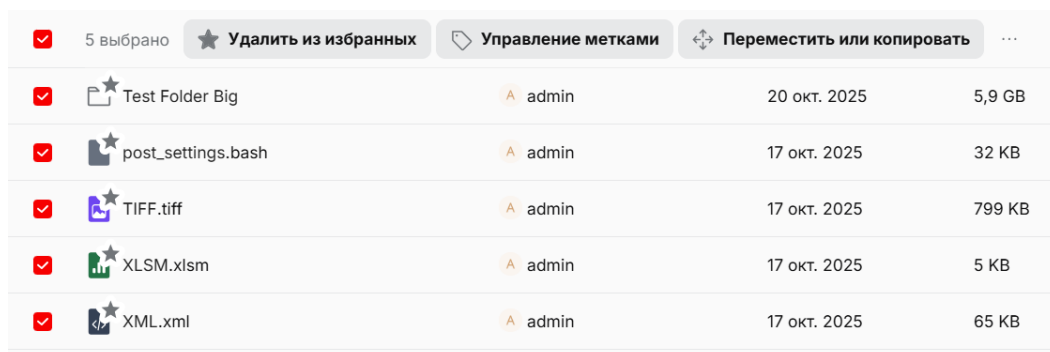 5 выбрано Удалить из избранных Управление метками Переместить или копировать ...
Test Folder Big A admin 20 окт. 2025 5,9 GB
post_settings.bash A admin 17 окт. 2025 32 KB
TIFF.tiff A admin 17 окт. 2025 799 KB
XLSM.xlsm A admin 17 окт. 2025 5 KB
XML.xml A admin 17 окт. 2025 65 KB